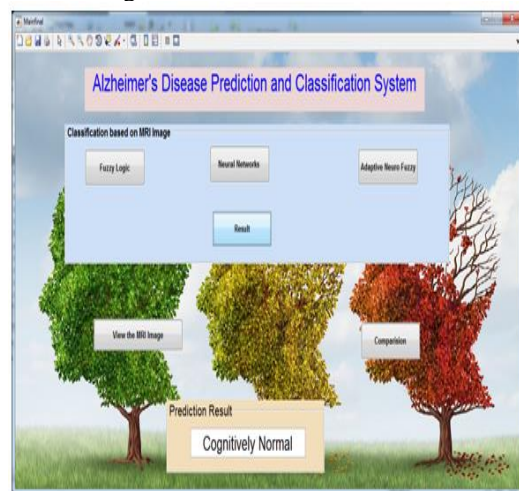 Mainfinal
Alzheimer's Disease Prediction and Classification System
Classification based on MRI Image
Fuzzy Logic
Neural Networks
Adaptive Neuro Fuzzy
Result
View the MRI Image
Comparision
Prediction Result
Cognitively Normal